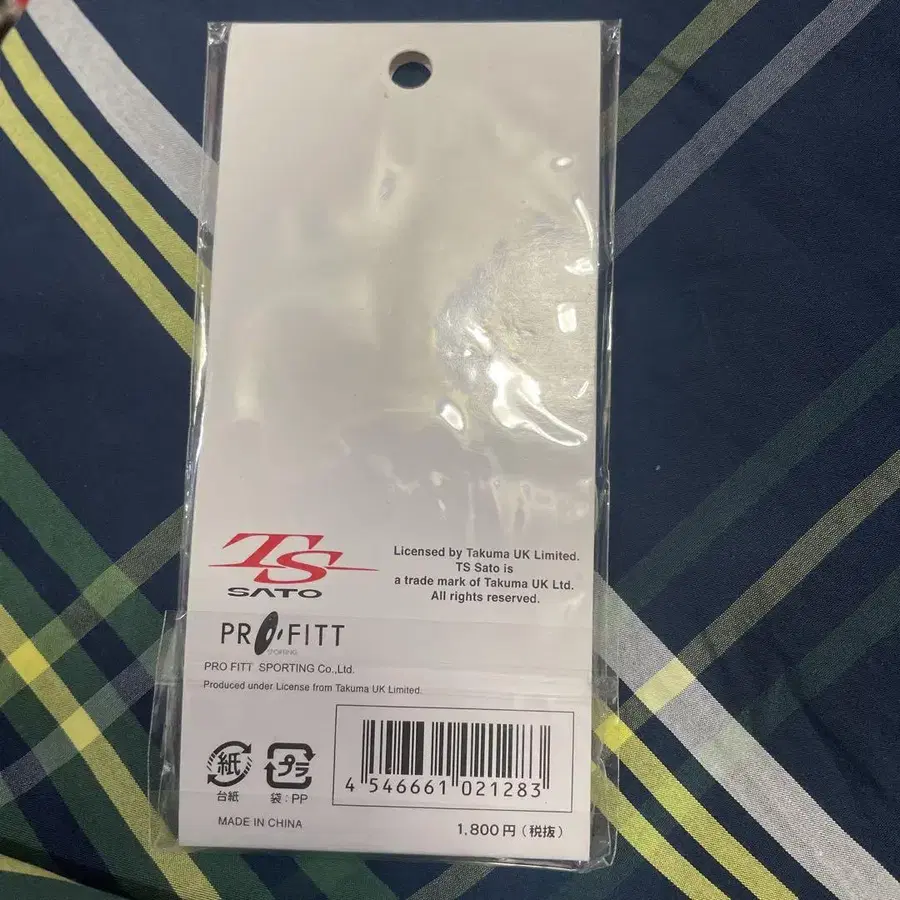 TS
SATO
Licensed by Takuma UK Limited.
TS Sato is
a trade mark of Takuma UK Ltd.
All rights reserved.
PRO FITT
SPORTING
PRO FITT SPORTING Co.,Ltd.
Produced under License from Takuma UK Limited.
紙
台紙
プラ
袋:PP
4 546661 021283
MADE IN CHINA
1,800円(税抜)